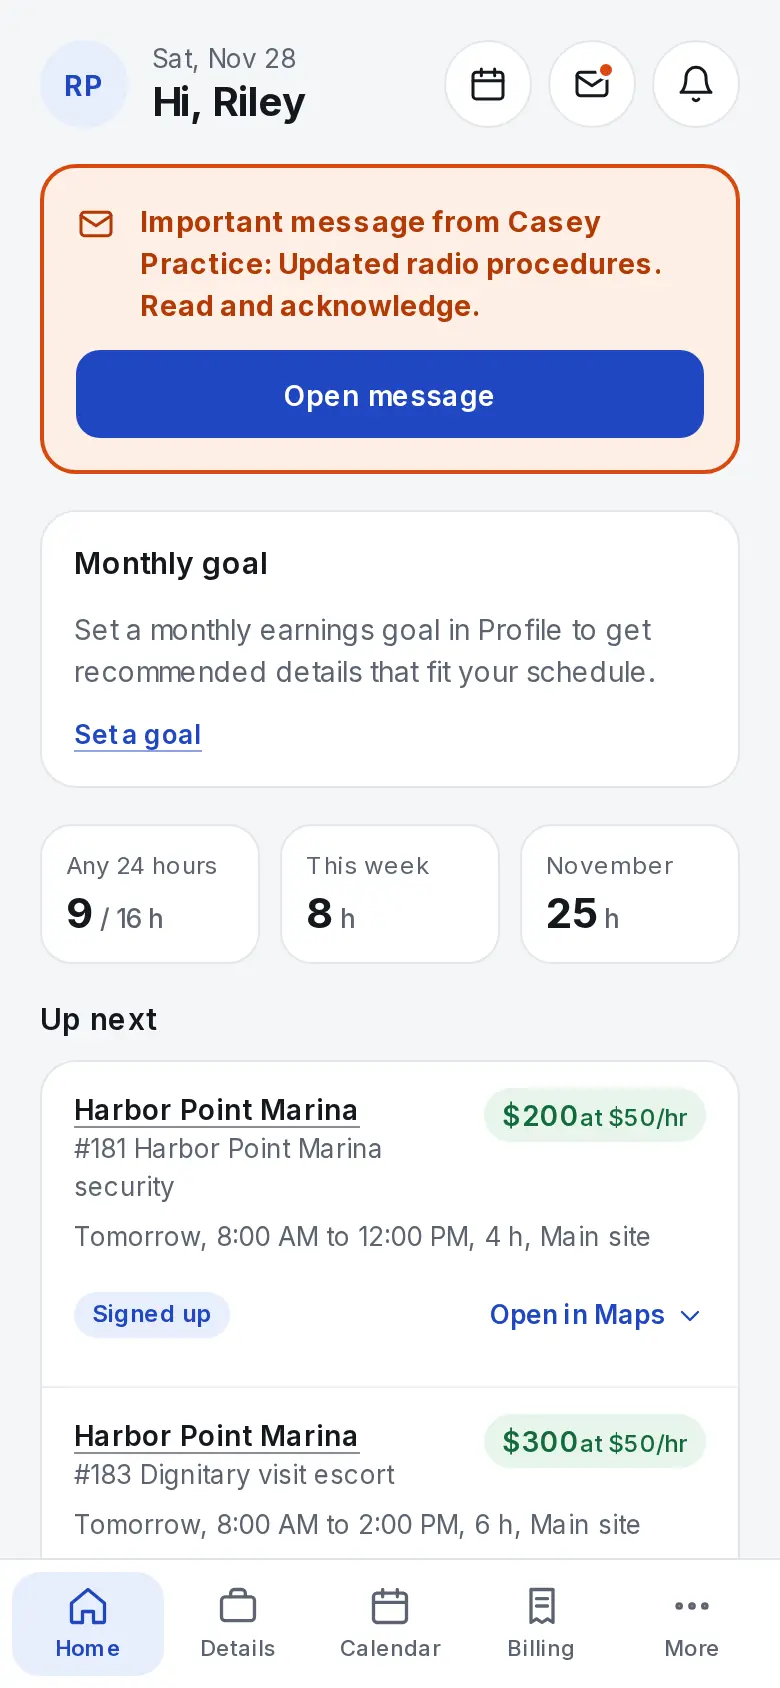 RP
Sat, Nov 28
Hi, Riley
Important message from Casey
Practice: Updated radio procedures.
Read and acknowledge.
Open message
Monthly goal
Set a monthly earnings goal in Profile to get
recommended details that fit your schedule.
Set a goal
Any 24 hours
9 / 16 h
This week
8 h
November
25 h
Up next
Harbor Point Marina
$200 at $50/hr
#181 Harbor Point Marina
security
Tomorrow, 8:00 AM to 12:00 PM, 4 h, Main site
Signed up
Open in Maps
Harbor Point Marina
$300 at $50/hr
#183 Dignitary visit escort
Tomorrow, 8:00 AM to 2:00 PM, 6 h, Main site
Home
Details
Calendar
Billing
More